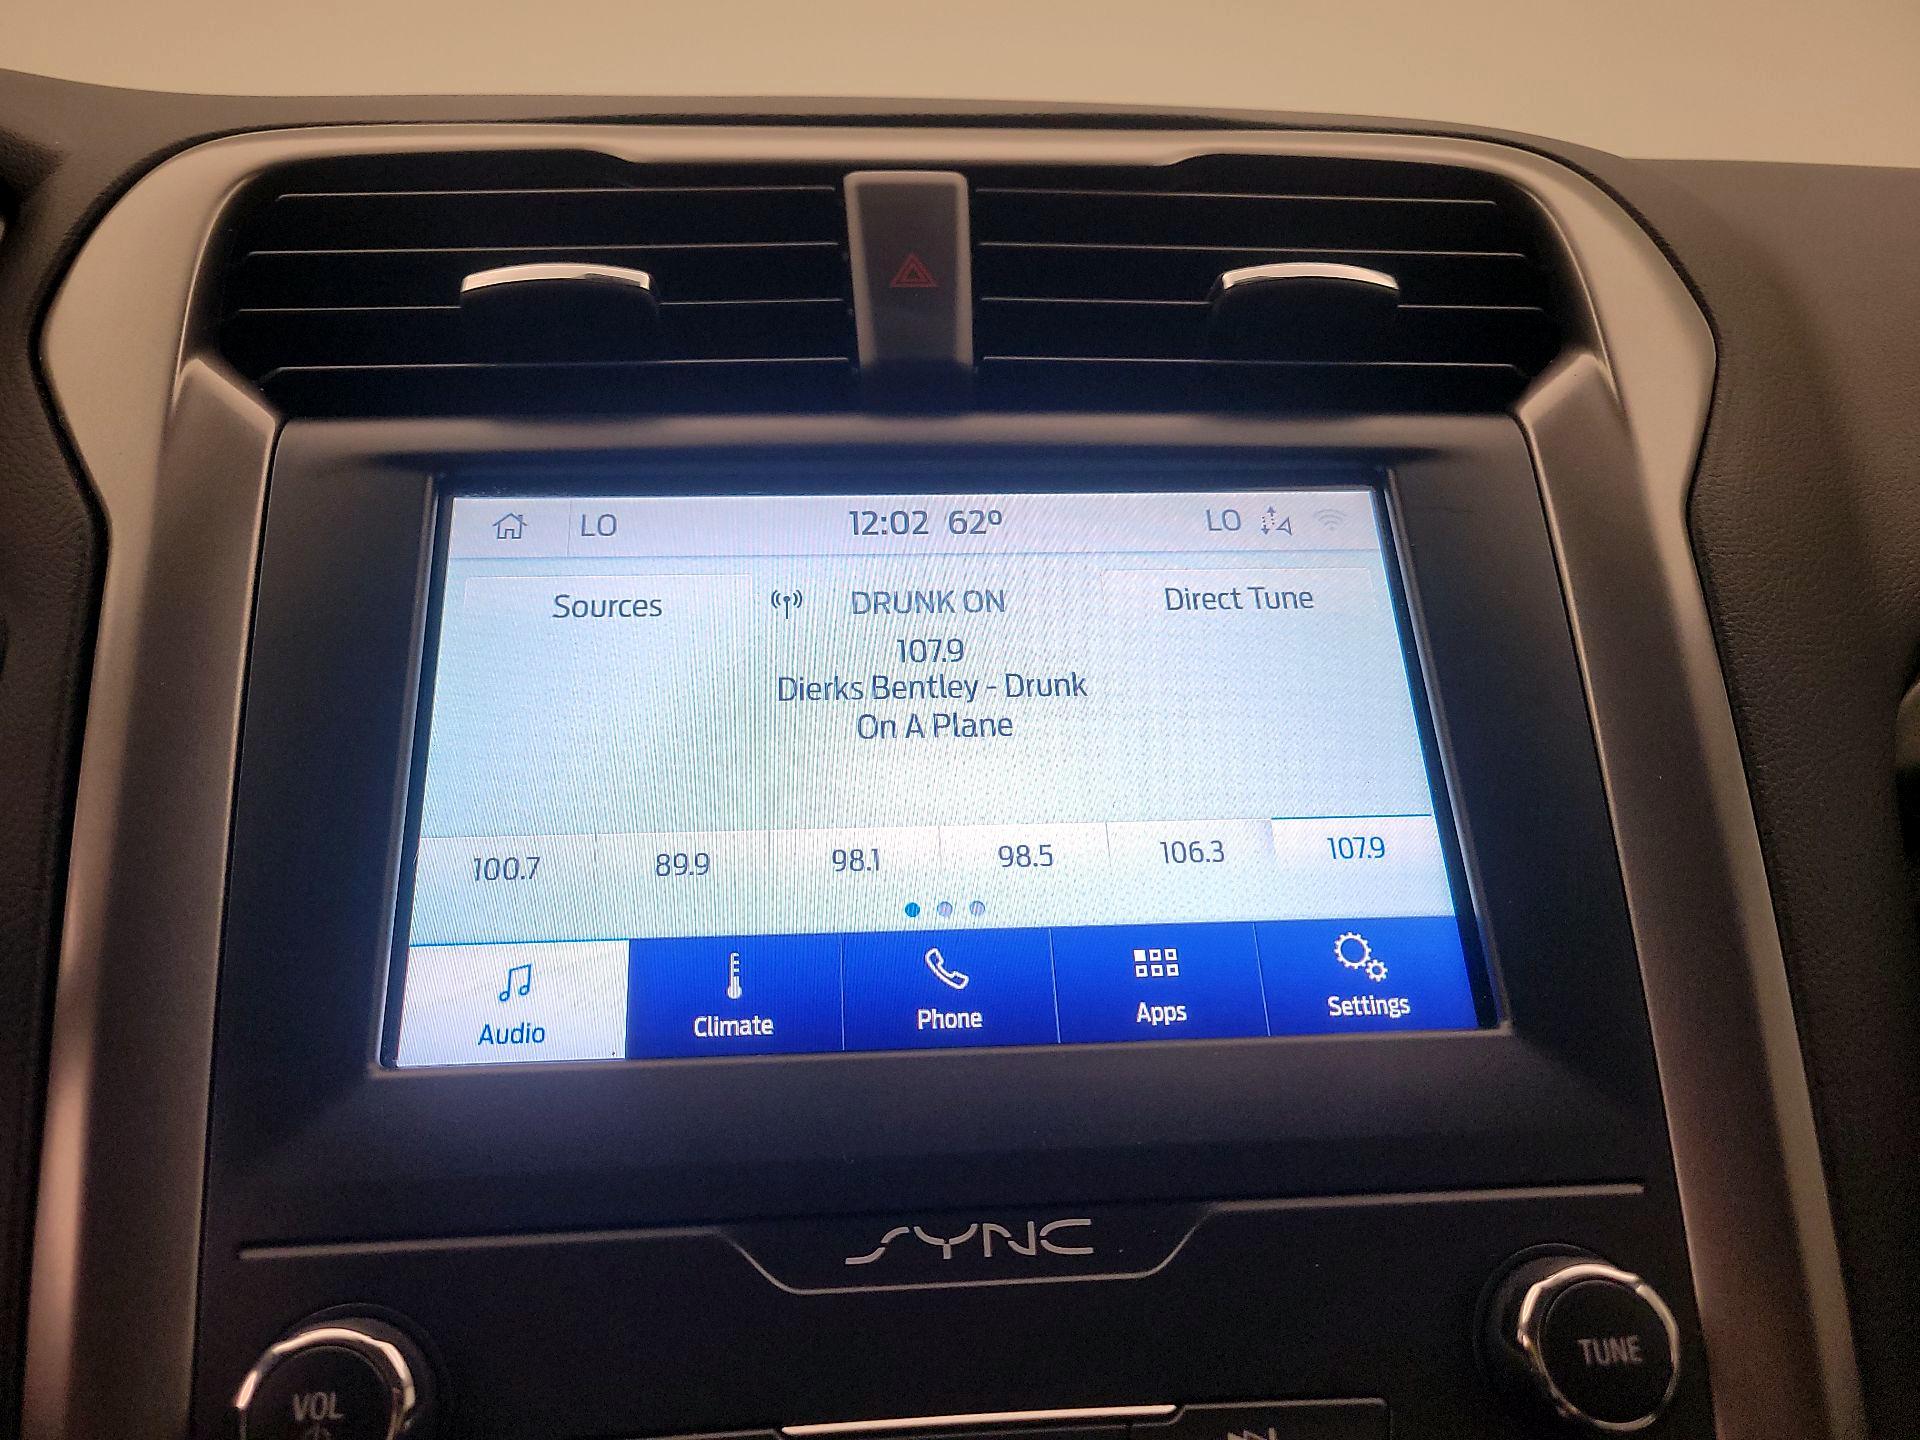 LO 12:02 62° LO
Sources DRUNK ON Direct Tune
107.9
Dierks Bentley - Drunk
On A Plane
100.7 89.9 98.1 98.5 106.3 107.9
Audio Climate Phone Apps Settings
SYNC
VOL TUNE